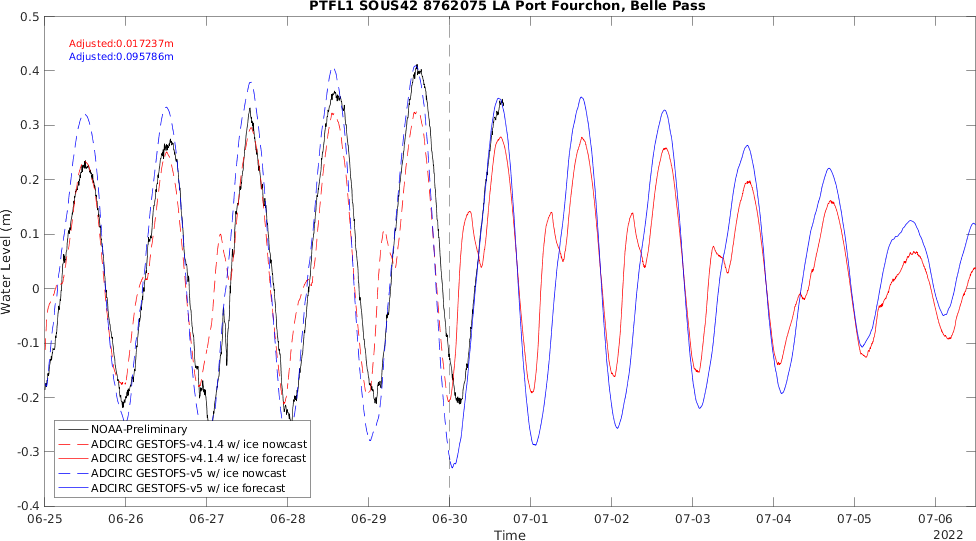 PTFL1 SOUS42 8762075 LA Port Fourchon, Belle Pass
0.5
Adjusted:0.017237m
Adjusted:0.095786m
0.4
0.3
0.2
0.1
0
-0.1
-0.2
-0.3
-0.4
Water Level (m)
NOAA-Preliminary
ADCIRC GESTOFS-v4.1.4 w/ ice nowcast
ADCIRC GESTOFS-v4.1.4 w/ ice forecast
ADCIRC GESTOFS-v5 w/ ice nowcast
ADCIRC GESTOFS-v5 w/ ice forecast
06-25 06-26 06-27 06-28 06-29 06-30 07-01 07-02 07-03 07-04 07-05 07-06
Time
2022